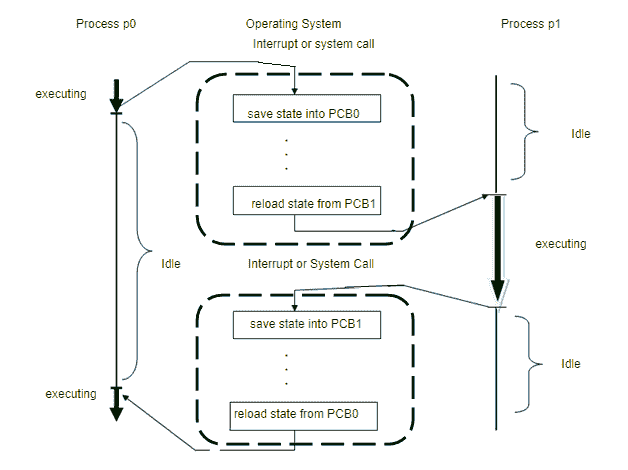 Process p0
Operating System
Process p1
Interrupt or system call
executing
save state into PCB0
.
.
.
Idle
reload state from PCB1
executing
Idle
Interrupt or System Call
save state into PCB1
.
.
.
Idle
executing
reload state from PCB0